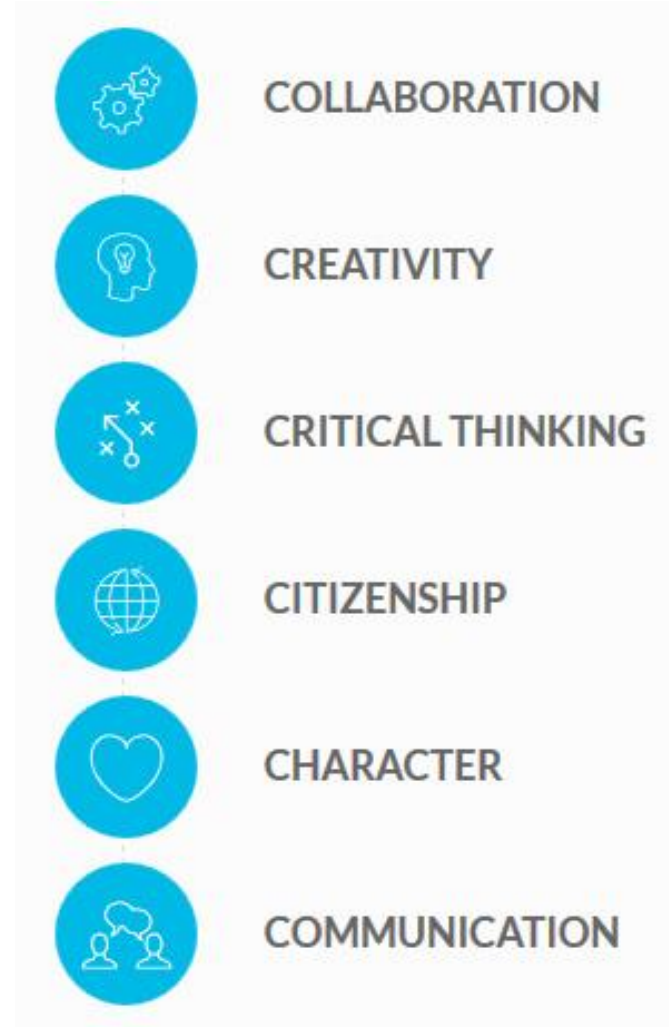 COLLABORATION
CREATIVITY
CRITICAL THINKING
CITIZENSHIP
CHARACTER
COMMUNICATION